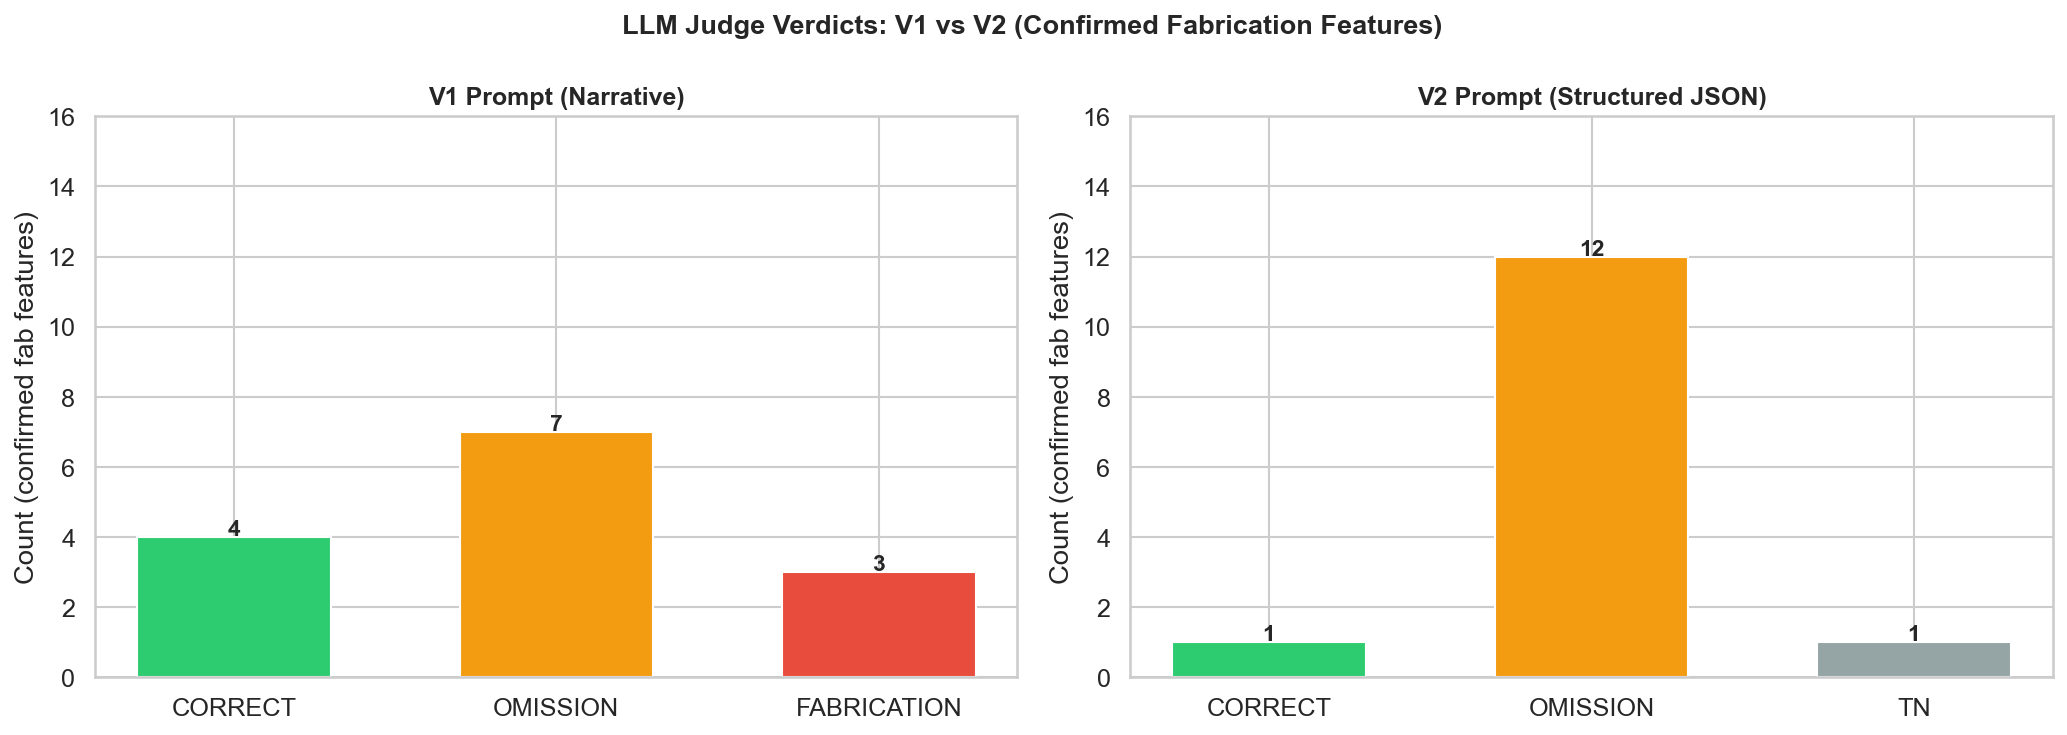 LLM Judge Verdicts: V1 vs V2 (Confirmed Fabrication Features)
V1 Prompt (Narrative)
Count (confirmed fab features)
16
14
12
10
8
6
4
2
0
4
7
3
CORRECT
OMISSION
FABRICATION
V2 Prompt (Structured JSON)
Count (confirmed fab features)
16
14
12
10
8
6
4
2
0
1
12
1
CORRECT
OMISSION
TN